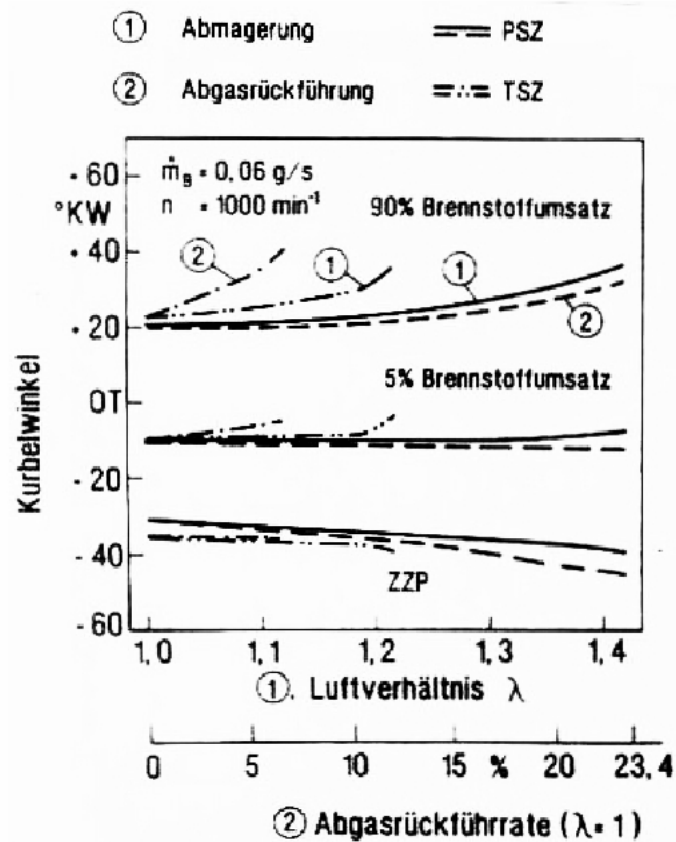 ① Abmagerung PSZ
② Abgasrückführung TSZ
+60
°KW
ṁB = 0,06 g/s
n = 1000 min⁻¹
90% Brennstoffumsatz
+40
②
①
①
②
+20
5% Brennstoffumsatz
OT
Kurbelwinkel
-20
-40
ZZP
-60
1,0 1,1 1,2 1,3 1,4
①. Luftverhältnis λ
0 5 10 15 % 20 23,4
② Abgasrückführrate (λ=1)